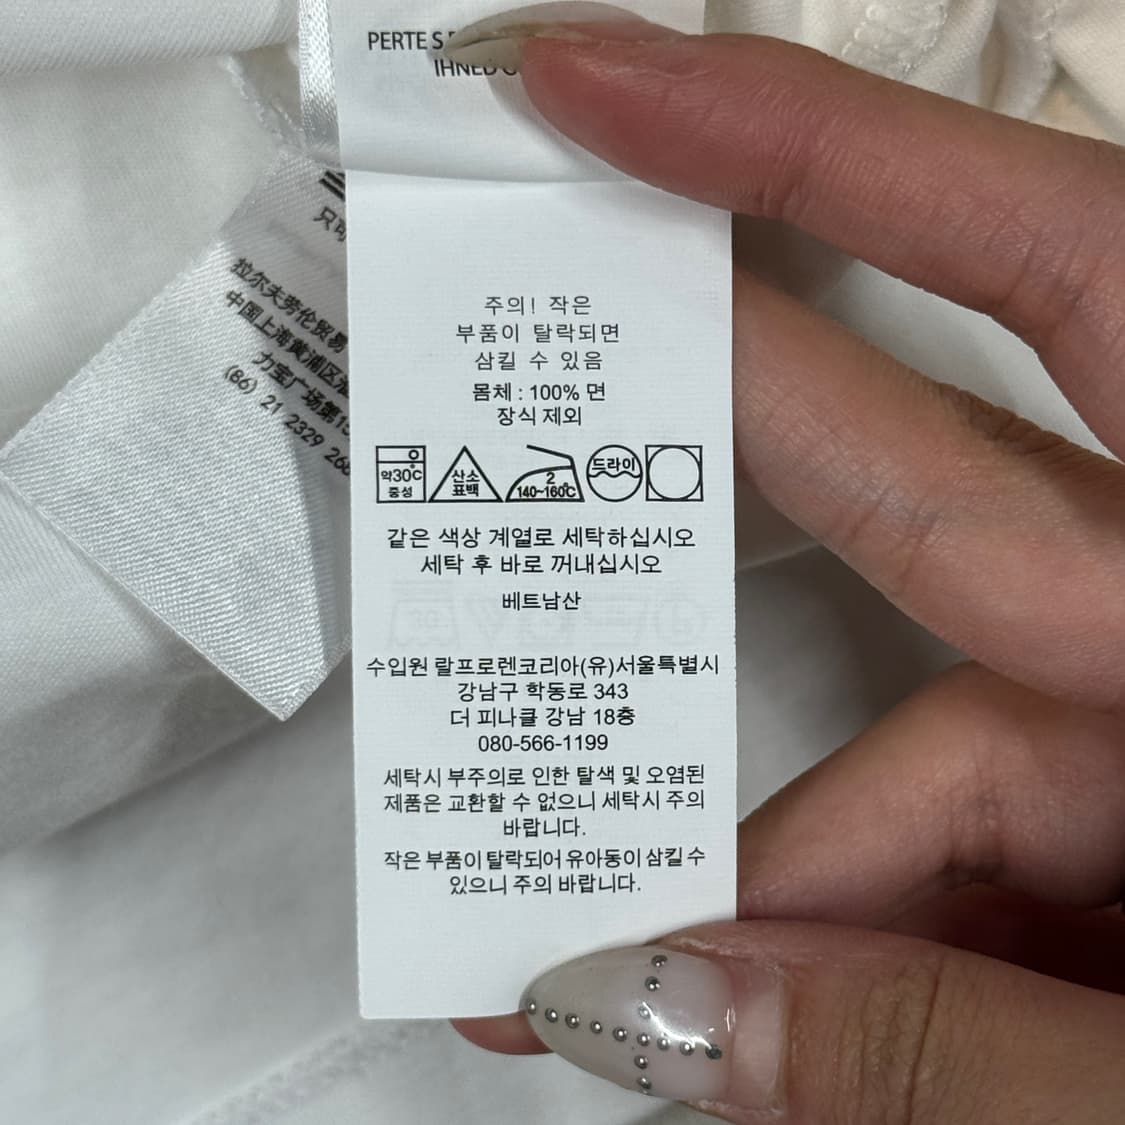 PERTE S
IHNED
只可
拉尔夫劳伦贸易
中国上海黄浦区淮
力宝广场第15
(86) 21 2329 268
주의! 작은
부품이 탈락되면
삼킬 수 있음
몸체 : 100% 면
장식 제외
약30°C
중성
산소
표백
2
140~160°C
드라이
같은 색상 계열로 세탁하십시오
세탁 후 바로 꺼내십시오
베트남산
수입원 랄프로렌코리아(유)서울특별시
강남구 학동로 343
더 피나클 강남 18층
080-566-1199
세탁시 부주의로 인한 탈색 및 오염된
제품은 교환할 수 없으니 세탁시 주의
바랍니다.
작은 부품이 탈락되어 유아동이 삼킬 수
있으니 주의 바랍니다.